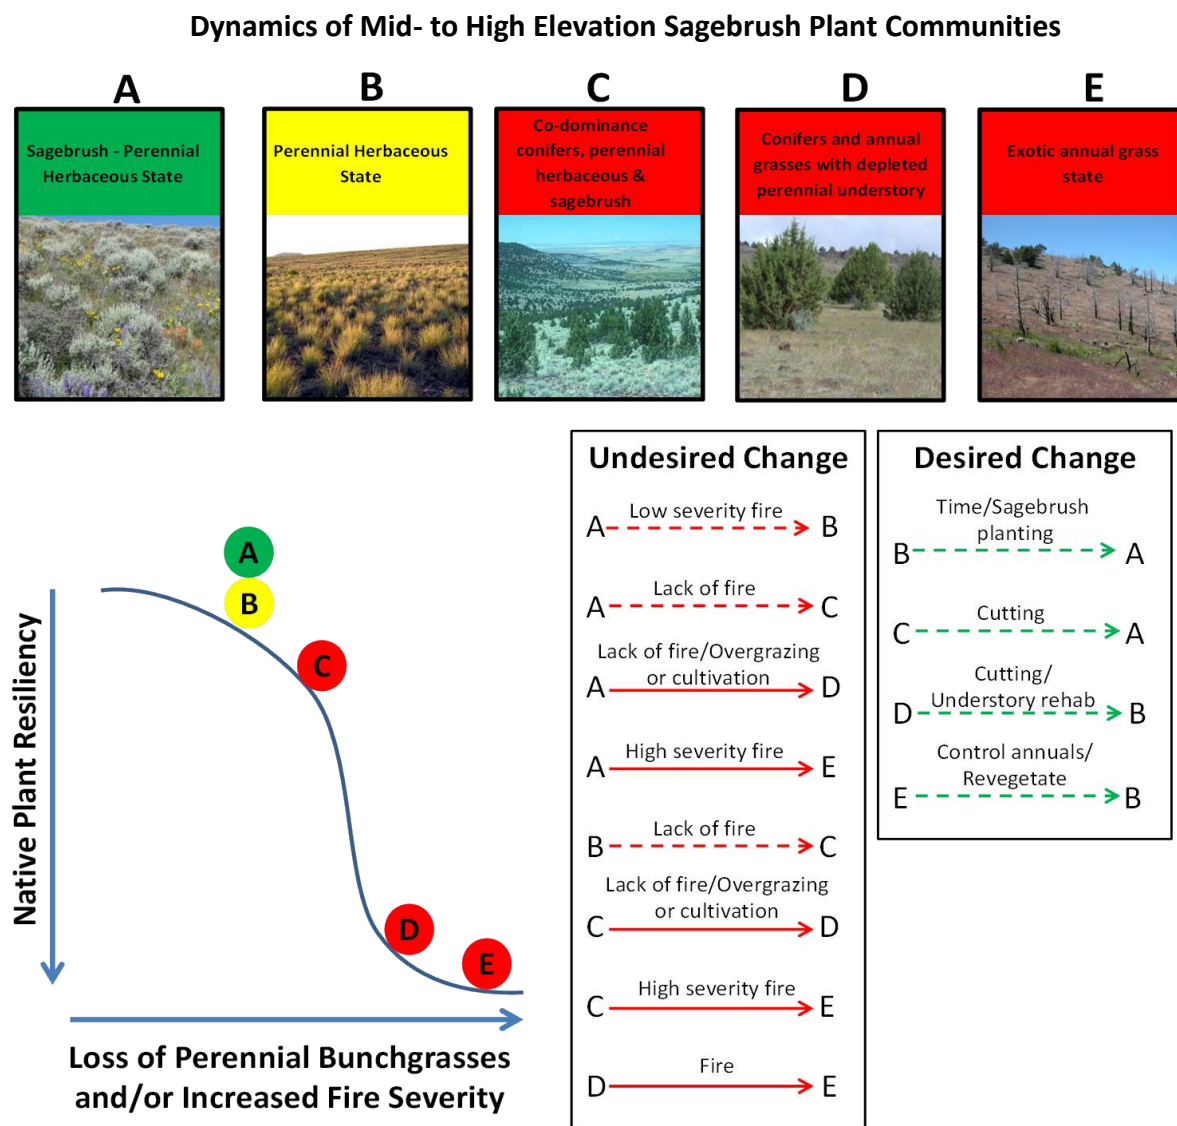 Dynamics of Mid- to High Elevation Sagebrush Plant Communities
A
B
C
D
E
Sagebrush - Perennial
Herbaceous State
Perennial Herbaceous
State
Co-dominance
conifers, perennial
herbaceous &
sagebrush
Conifers and annual
grasses with depleted
perennial understory
Exotic annual grass
state
Native Plant Resiliency
A
B
C
D
E
Loss of Perennial Bunchgrasses
and/or Increased Fire Severity
Undesired Change
Low severity fire
A B
Lack of fire
A C
Lack of fire/Overgrazing
or cultivation
A D
High severity fire
A E
Lack of fire
B C
Lack of fire/Overgrazing
or cultivation
C D
High severity fire
C E
Fire
D E
Desired Change
Time/Sagebrush
planting
B A
Cutting
C A
Cutting/
Understory rehab
D B
Control annuals/
Revegetate
E B